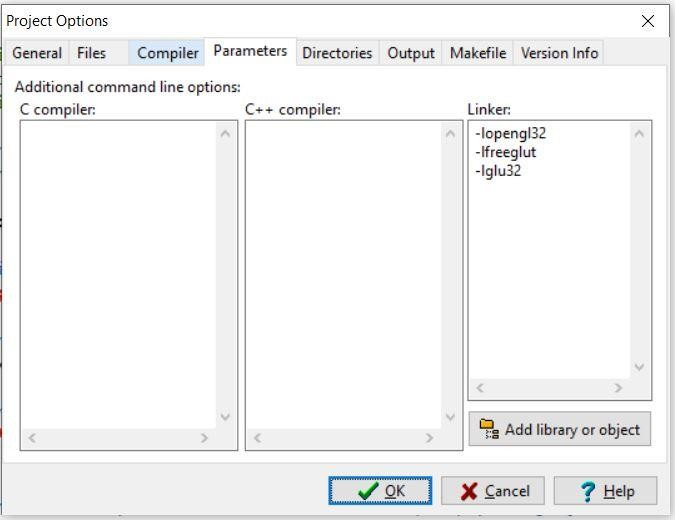 Project Options
General Files Compiler Parameters Directories Output Makefile Version Info
Additional command line options:
C compiler: C++ compiler: Linker:
-lopengl32
-lfreeglut
-lglu32
Add library or object
OK Cancel Help